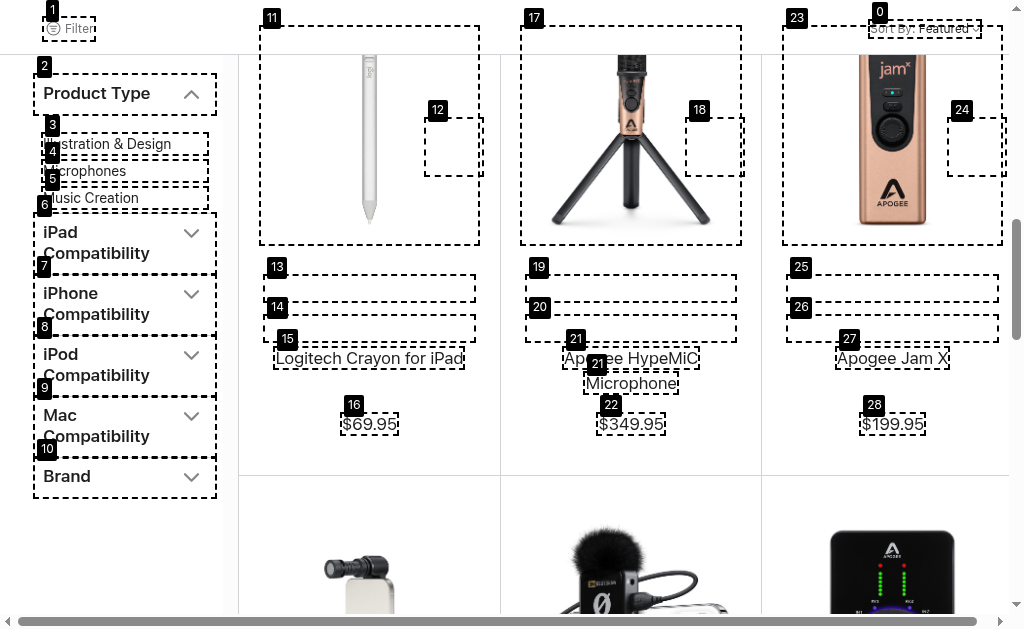 Filter
Sort By: Featured
Product Type
Illustration & Design
Microphones
Music Creation
iPad Compatibility
iPhone Compatibility
iPod Compatibility
Mac Compatibility
Brand
0
1
2
3
4
5
6
7
8
9
10
11
12
13
14
15
16
17
18
19
20
21
21
22
23
24
25
26
27
28
logi
Logitech Crayon for iPad
$69.95
Apogee HypeMiC
Microphone
$349.95
jam×
APOGEE
Apogee Jam X
$199.95
APOGEE